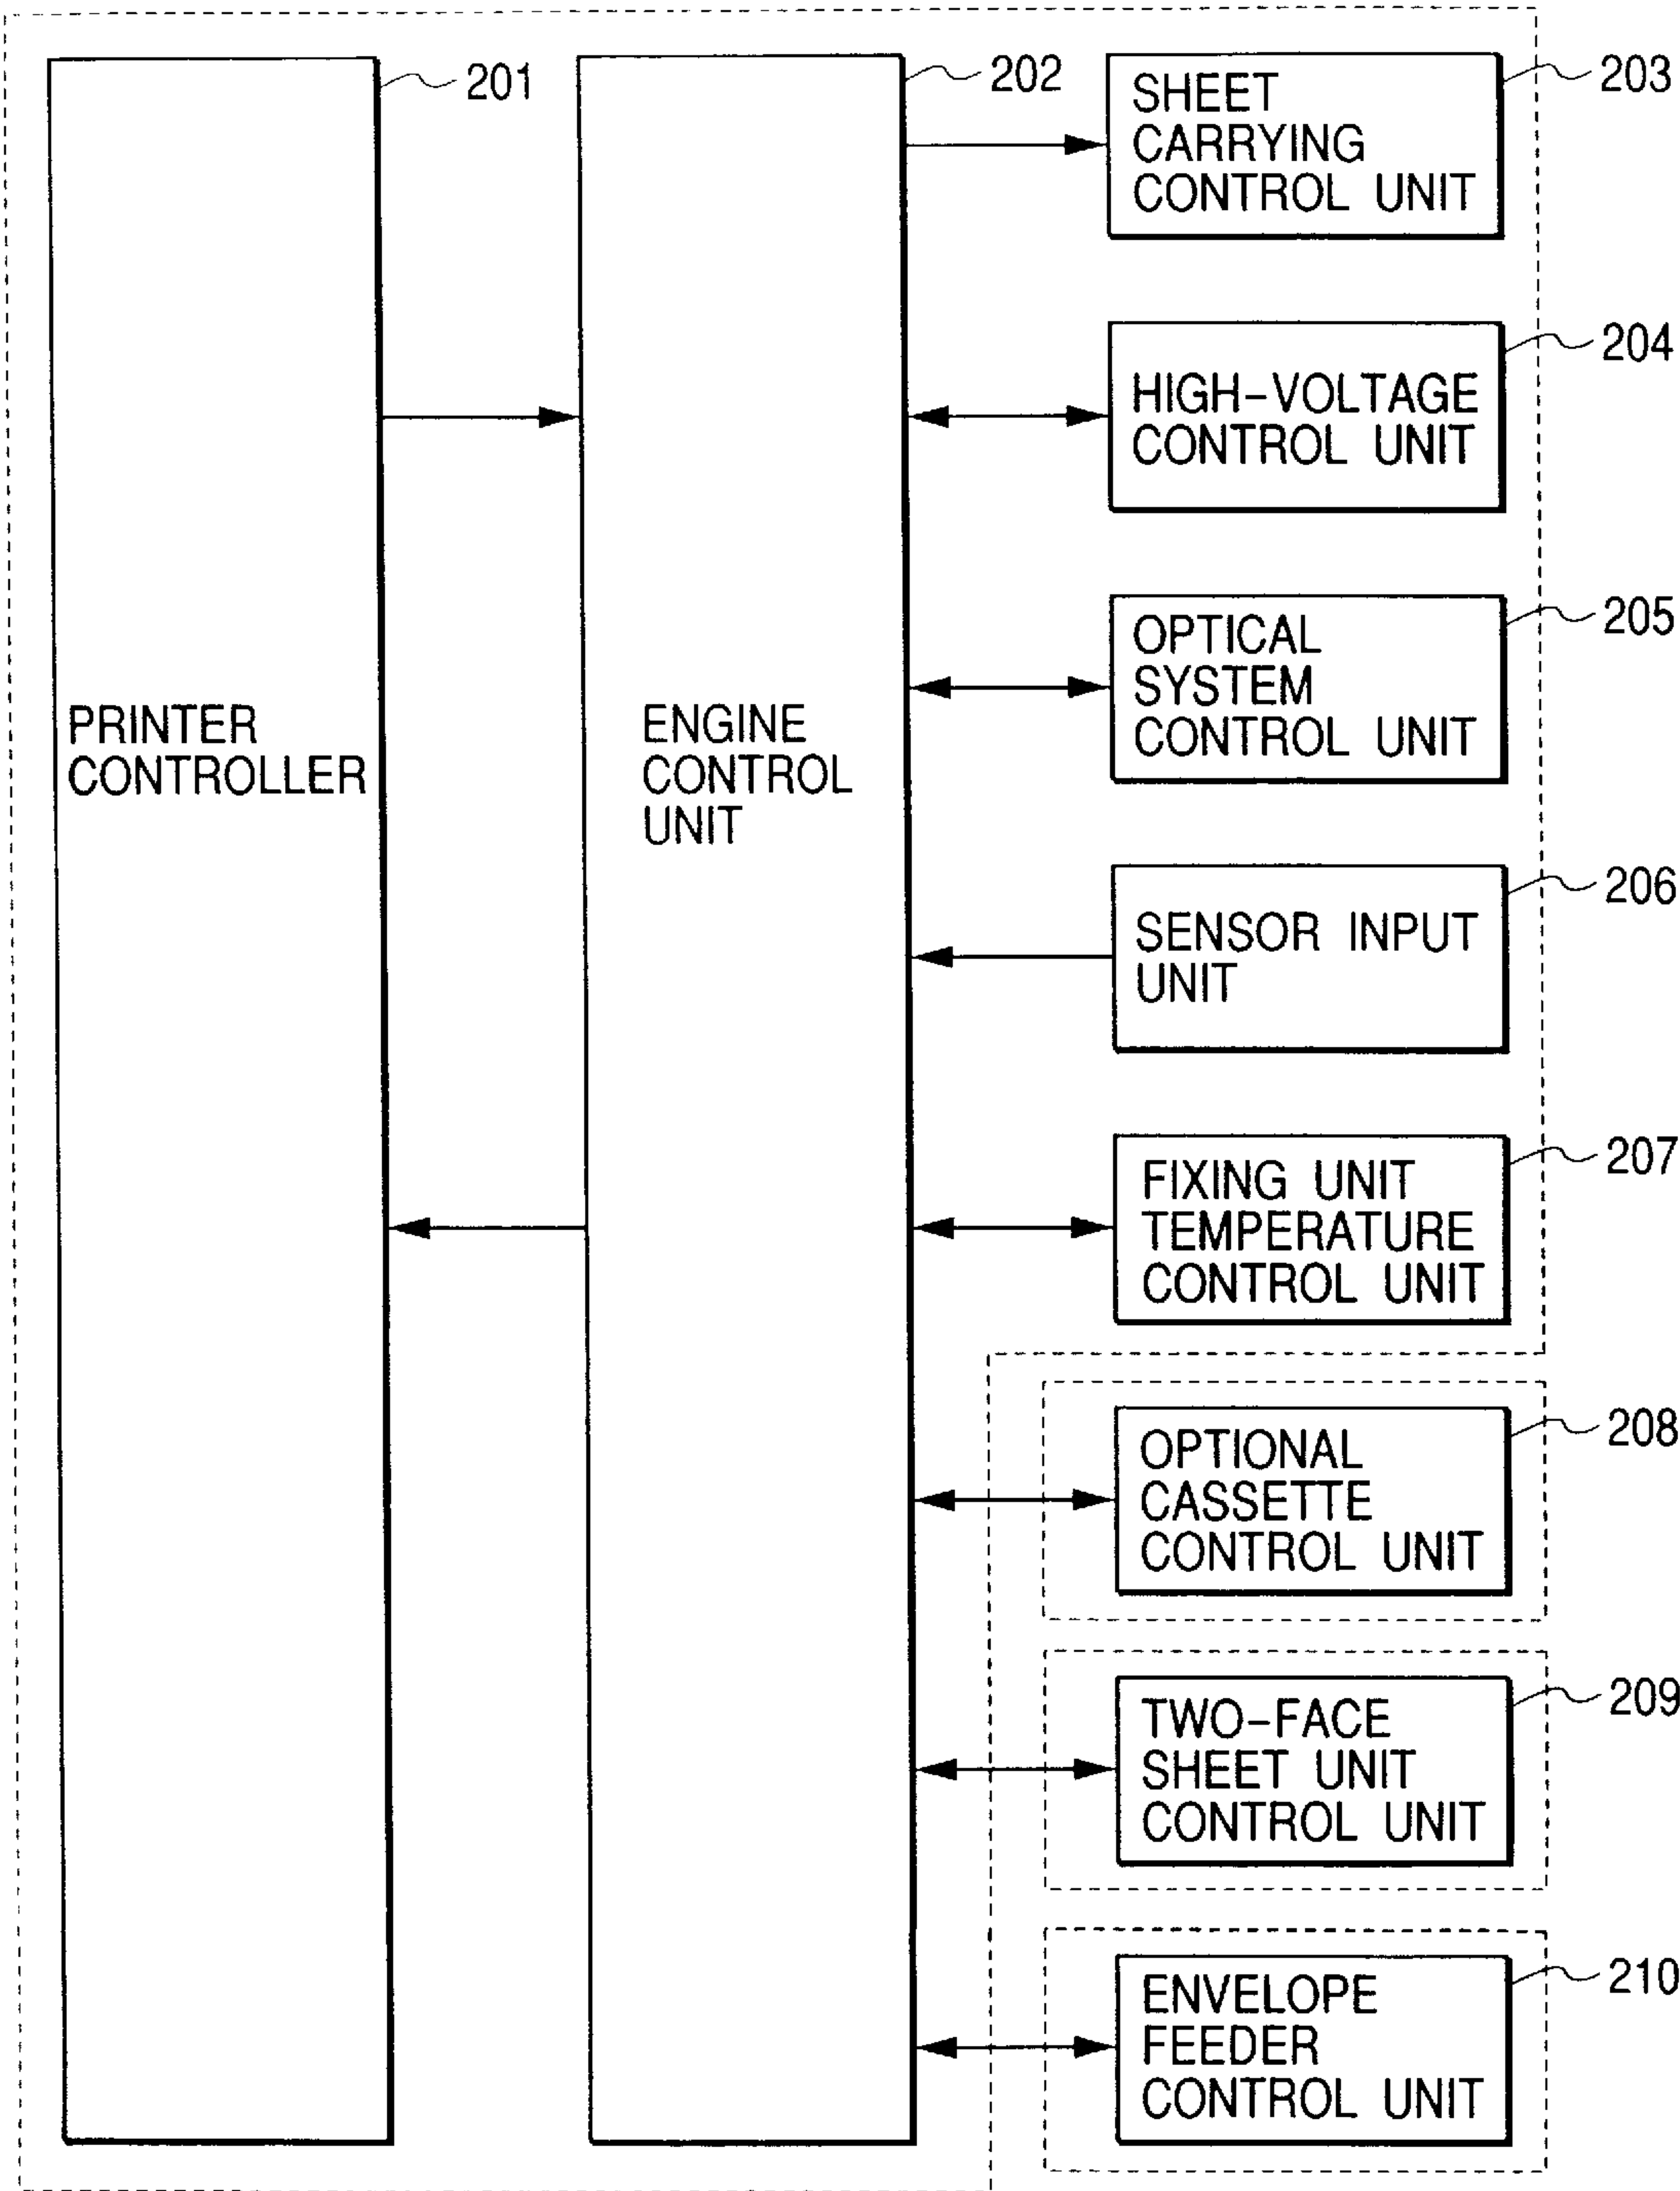 201
PRINTER
CONTROLLER
202
ENGINE
CONTROL
UNIT
203
SHEET
CARRYING
CONTROL UNIT
204
HIGH-VOLTAGE
CONTROL UNIT
205
OPTICAL
SYSTEM
CONTROL UNIT
206
SENSOR INPUT
UNIT
207
FIXING UNIT
TEMPERATURE
CONTROL UNIT
208
OPTIONAL
CASSETTE
CONTROL UNIT
209
TWO-FACE
SHEET UNIT
CONTROL UNIT
210
ENVELOPE
FEEDER
CONTROL UNIT